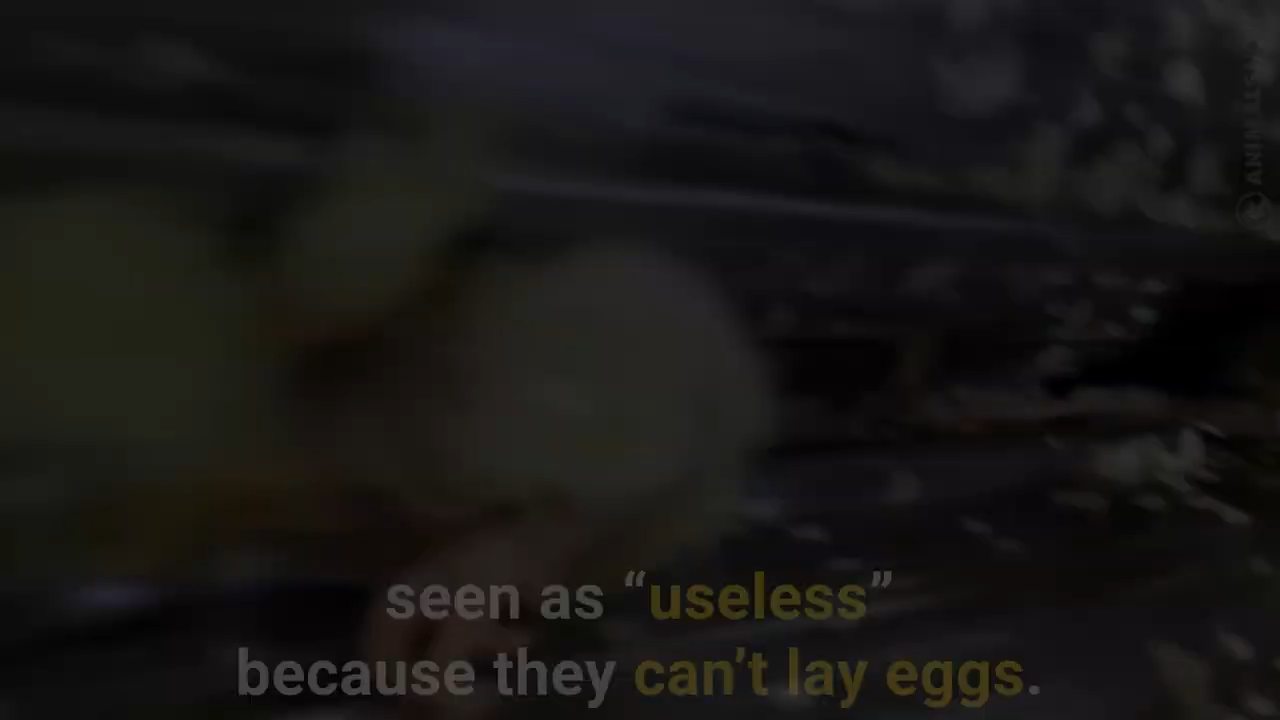 seen as “useless”
because they can’t lay eggs.